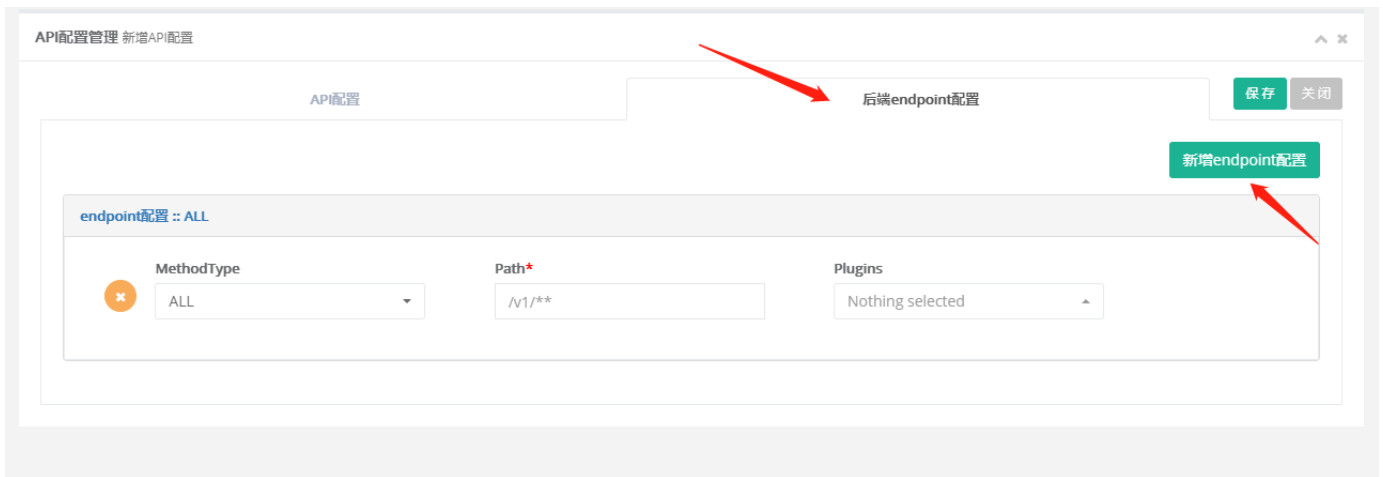 API配置管理 新增API配置
API配置
后端endpoint配置
保存
关闭
新增endpoint配置
endpoint配置 :: ALL
MethodType
Path*
Plugins
ALL
/v1/**
Nothing selected